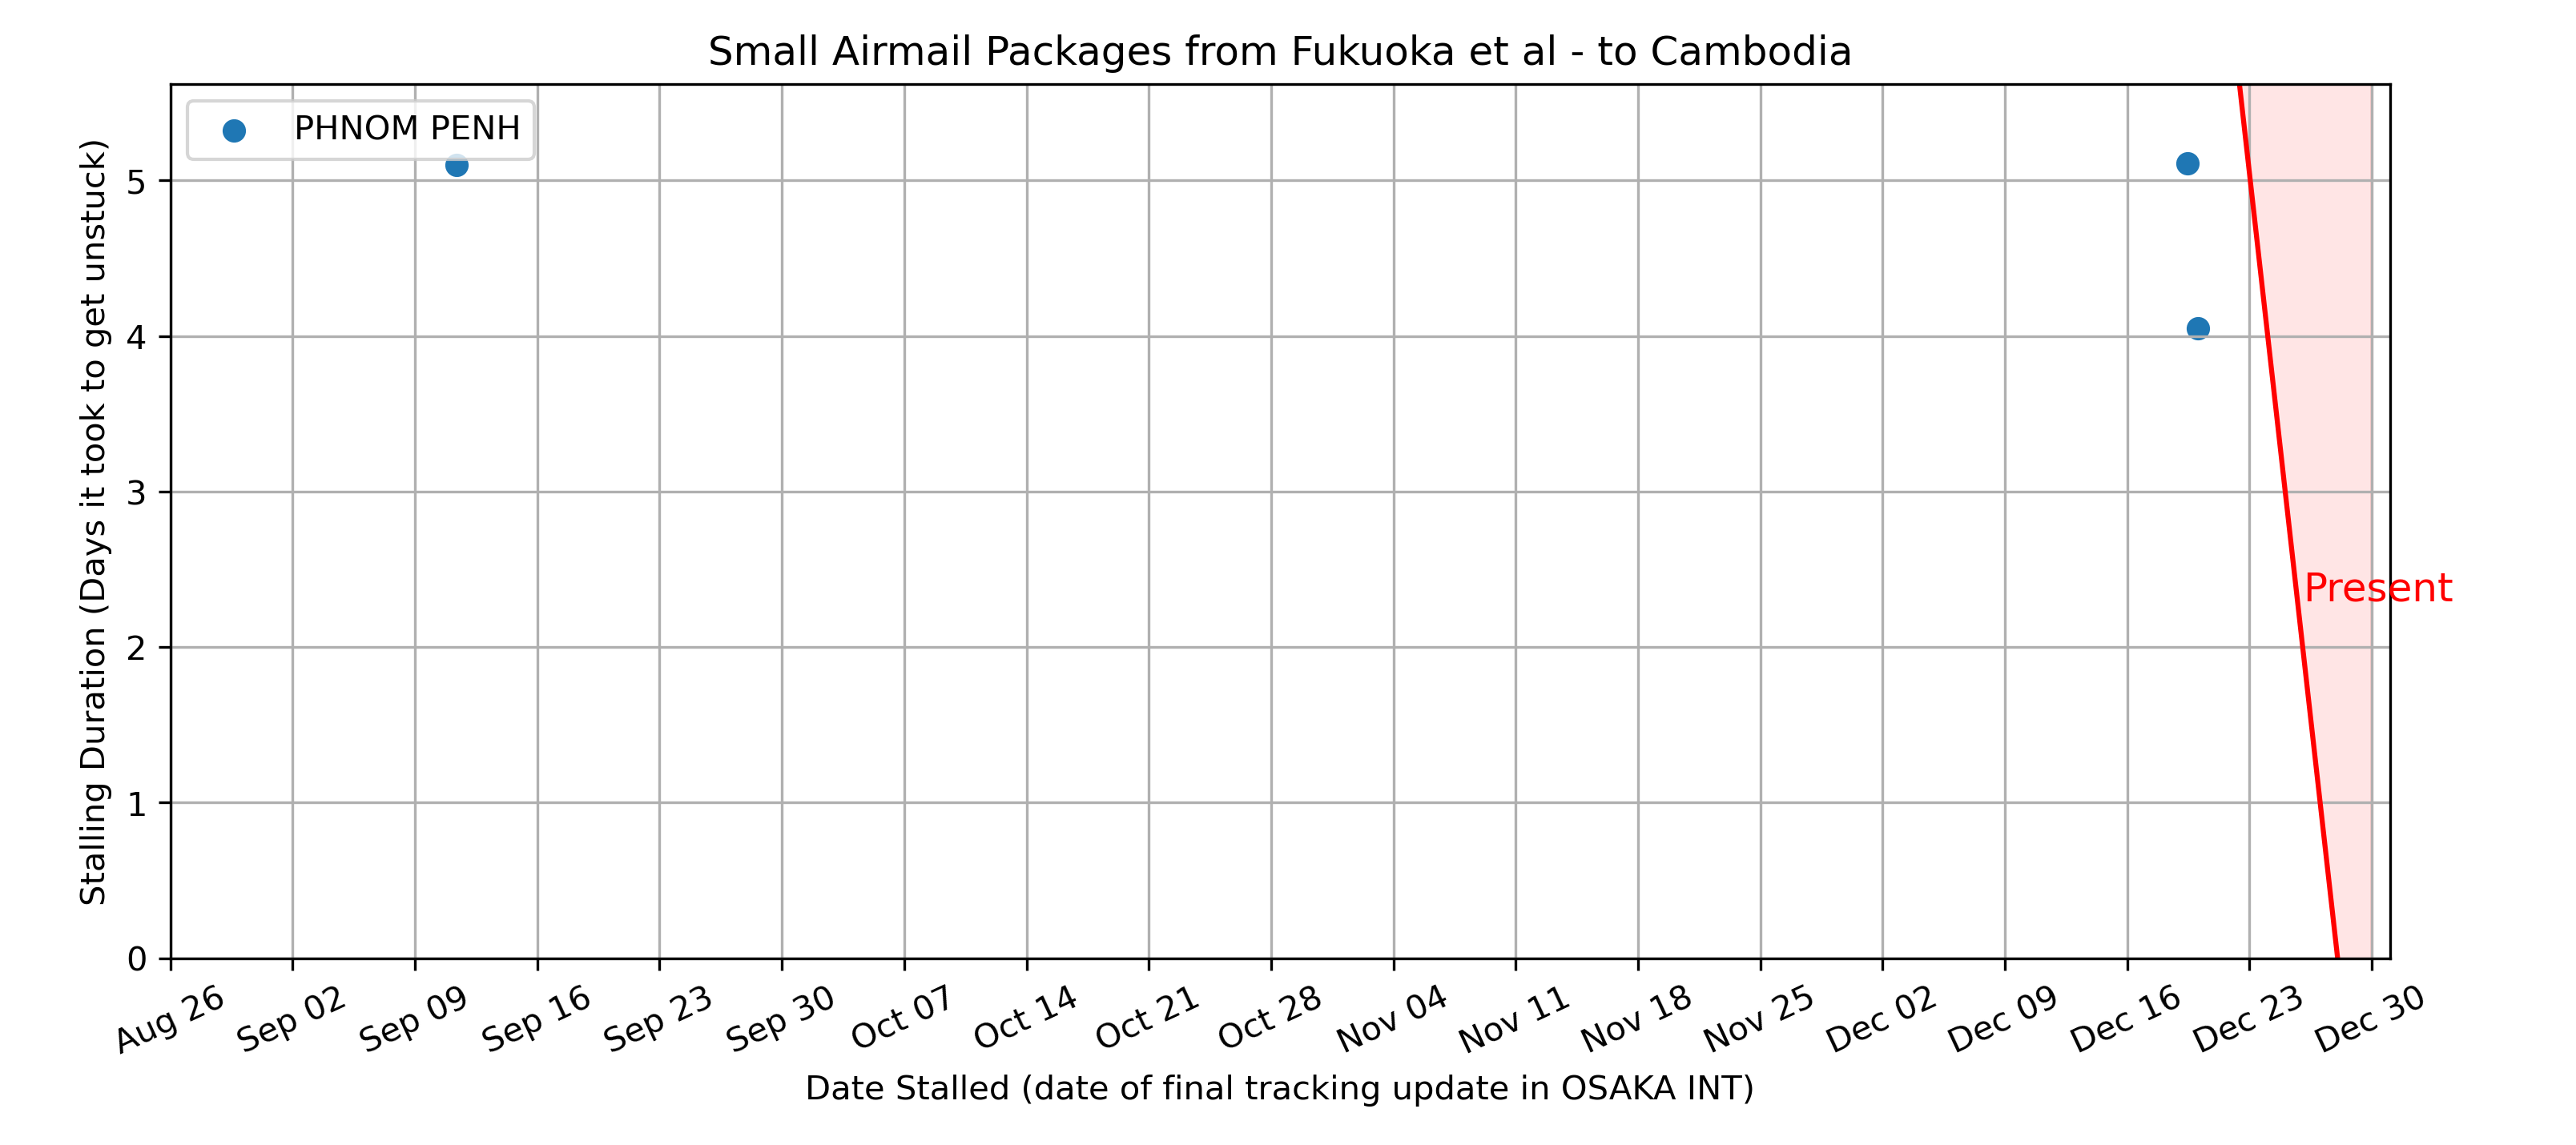 Small Airmail Packages from Fukuoka et al - to Cambodia
PHNOM PENH
Stalling Duration (Days it took to get unstuck)
5
4
3
2
1
0
Present
Aug 26
Sep 02
Sep 09
Sep 16
Sep 23
Sep 30
Oct 07
Oct 14
Oct 21
Oct 28
Nov 04
Nov 11
Nov 18
Nov 25
Dec 02
Dec 09
Dec 16
Dec 23
Dec 30
Date Stalled (date of final tracking update in OSAKA INT)